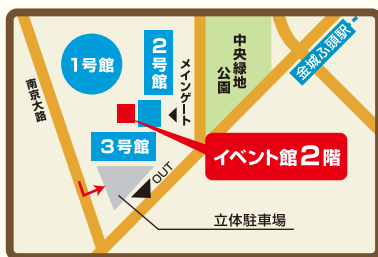 1号館
2号館
メインゲート
中央緑地
公園
金城ふ頭駅
南京大路
3号館
イベント館2階
OUT
立体駐車場